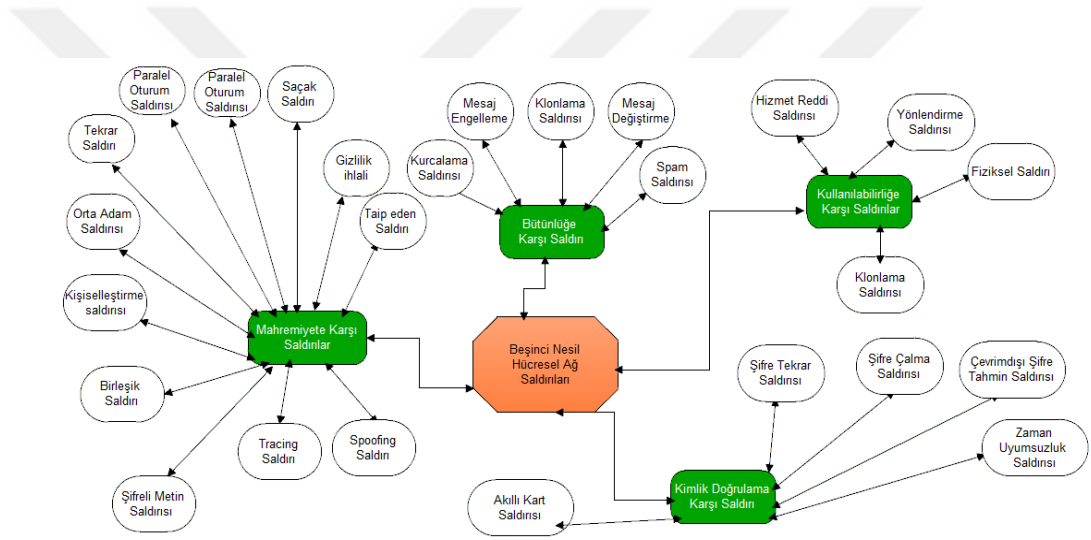 Paralel
Oturum
Saldırısı
Paralel
Oturum
Saldırısı
Saçak
Saldırı
Tekrar
Saldırı
Gizlilik
ihlali
Orta Adam
Saldırısı
Taip eden
Saldırı
Kişiselleştirme
saldırısı
Mahremiyete Karşı
Saldırılar
Birleşik
Saldırı
Tracing
Saldırı
Spoofing
Saldırı
Şifreli Metin
Saldırısı
Mesaj
Engelleme
Klonlama
Saldırısı
Mesaj
Değiştirme
Kurcalama
Saldırısı
Spam
Saldırısı
Bütünlüğe
Karşı Saldırı
Hizmet Reddi
Saldırısı
Yönlendirme
Saldırısı
Fiziksel Saldırı
Kullanılabilirliğe
Karşı Saldırılar
Klonlama
Saldırısı
Beşinci Nesil
Hücresel Ağ
Saldırıları
Şifre Tekrar
Saldırısı
Şifre Çalma
Saldırısı
Çevrimdışı Şifre
Tahmin Saldırısı
Zaman
Uyumsuzluk
Saldırısı
Kimlik Doğrulama
Karşı Saldırı
Akıllı Kart
Saldırısı